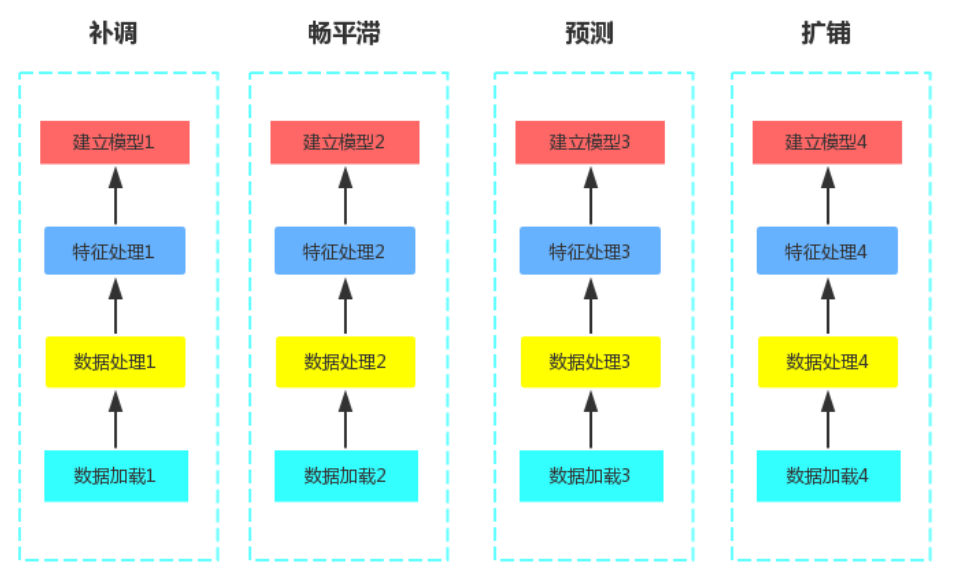 补调
畅平滞
预测
扩铺
建立模型1
建立模型2
建立模型3
建立模型4
特征处理1
特征处理2
特征处理3
特征处理4
数据处理1
数据处理2
数据处理3
数据处理4
数据加载1
数据加载2
数据加载3
数据加载4